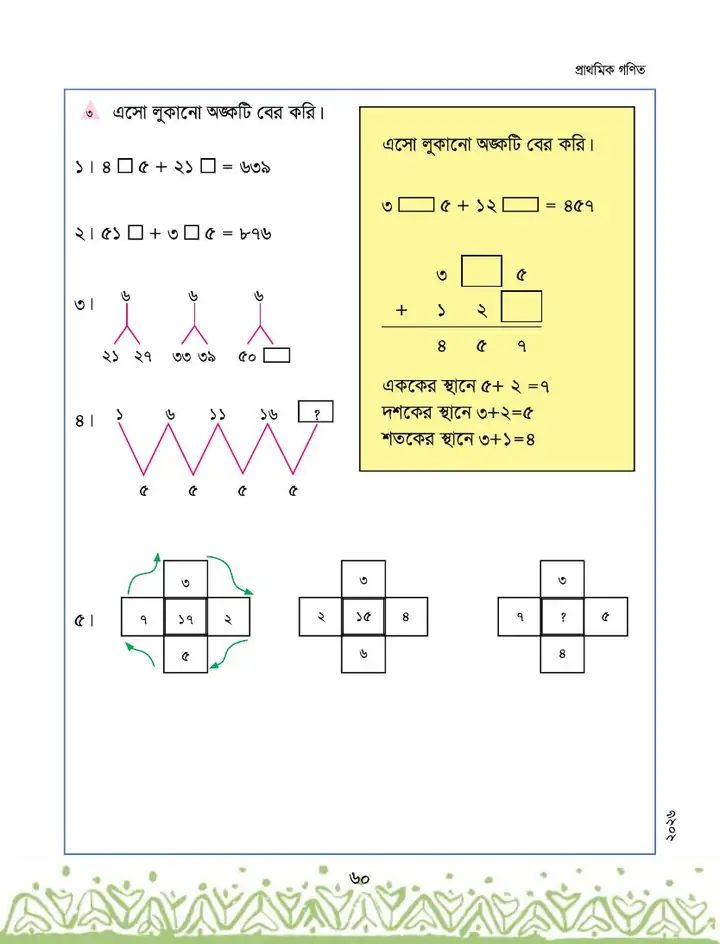 প্রাথমিক গণিত
৩ এসো লুকানো অঙ্কটি বের করি।
১। ৪ □ ৫ + ২১ □ = ৬৩৯
২। ৫১ □ + ৩ □ ৫ = ৮৭৬
৩। ৬ ৬ ৬
২১ ২৭ ৩৩ ৩৯ ৫০ □
৪। ১ ৬ ১১ ১৬ ?
৫ ৫ ৫ ৫
এসো লুকানো অঙ্কটি বের করি।
৩ □ ৫ + ১২ □ = ৪৫৭
৩ □ ৫
+ ১ ২ □
৪ ৫ ৭
এককের স্থানে ৫+ ২ =৭
দশকের স্থানে ৩+২=৫
শতকের স্থানে ৩+১=৪
৩ ৩ ৩
৫। ৭ ১৭ ২ ২ ১৫ ৪ ৭ ? ৫
৫ ৬ ৪
২০২৬
৬০